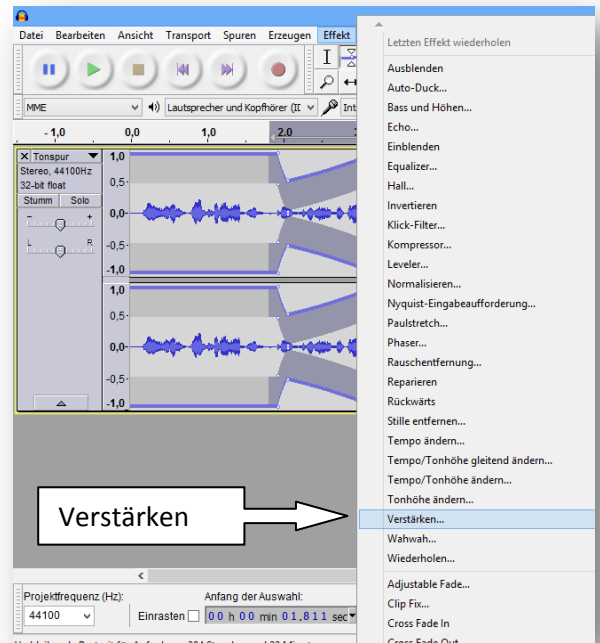 Datei Bearbeiten Ansicht Transport Spuren Erzeugen Effekt
MME Lautsprecher und Kopfhörer (II Int
- 1,0 0,0 1,0 2,0
Tonspur
Stereo, 44100Hz
32-bit float
Stumm Solo
- +
L R
1,0
0,5-
0,0-
-0,5-
-1,0
1,0
0,5-
0,0-
-0,5-
-1,0
Verstärken
Projektfrequenz (Hz): Anfang der Auswahl:
44100 Einrasten 00 h 00 min 01,811 sec
Letzten Effekt wiederholen
Ausblenden
Auto-Duck...
Bass und Höhen...
Echo...
Einblenden
Equalizer...
Hall...
Invertieren
Klick-Filter...
Kompressor...
Leveler...
Normalisieren...
Nyquist-Eingabeaufforderung...
Paulstretch...
Phaser...
Rauschentfernung...
Reparieren
Rückwärts
Stille entfernen...
Tempo ändern...
Tempo/Tonhöhe gleitend ändern...
Tempo/Tonhöhe ändern...
Tonhöhe ändern...
Verstärken...
Wahwah...
Wiederholen...
Adjustable Fade...
Clip Fix...
Cross Fade In
Cross Fade Out